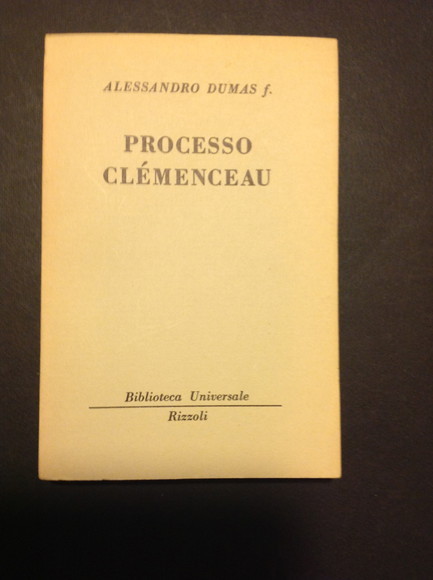 ALESSANDRO DUMAS f.
PROCESSO
CLÉMENCEAU
Biblioteca Universale
Rizzoli